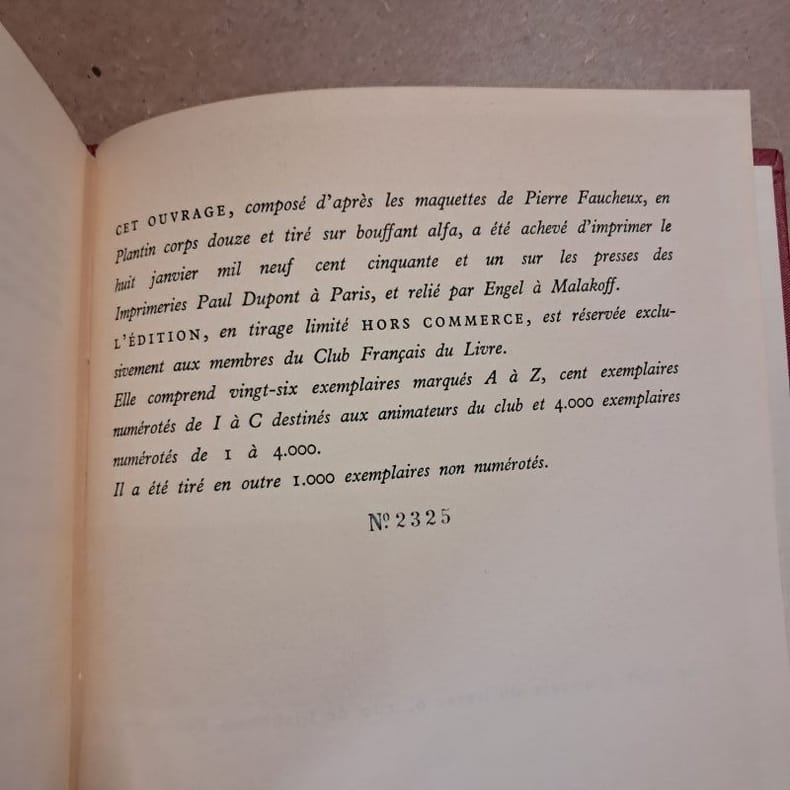 CET OUVRAGE, composé d'après les maquettes de Pierre Faucheux, en
Plantin corps douze et tiré sur bouffant alfa, a été achevé d'imprimer le
huit janvier mil neuf cent cinquante et un sur les presses des
Imprimeries Paul Dupont à Paris, et relié par Engel à Malakoff.
L'ÉDITION, en tirage limité HORS COMMERCE, est réservée exclu-
sivement aux membres du Club Français du Livre.
Elle comprend vingt-six exemplaires marqués A à Z, cent exemplaires
numérotés de I à C destinés aux animateurs du club et 4.000 exemplaires
numérotés de 1 à 4.000.
Il a été tiré en outre 1.000 exemplaires non numérotés.
Nº 2325